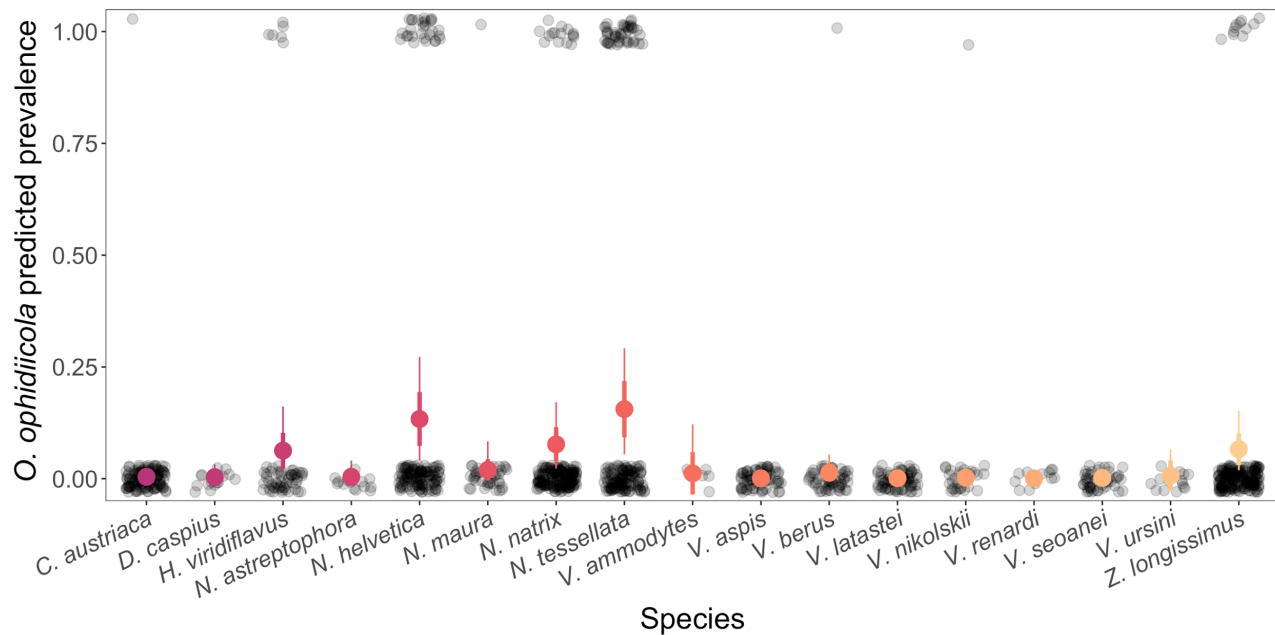 O. ophidiicola predicted prevalence
1.00
0.75
0.50
0.25
0.00
C. austriaca
D. caspius
H. viridiflavus
N. astreptophora
N. helvetica
N. maura
N. natrix
N. tessellata
V. ammodytes
V. aspis
V. berus
V. latastei
V. nikolskii
V. renardi
V. seoanei
V. ursini
Z. longissimus
Species